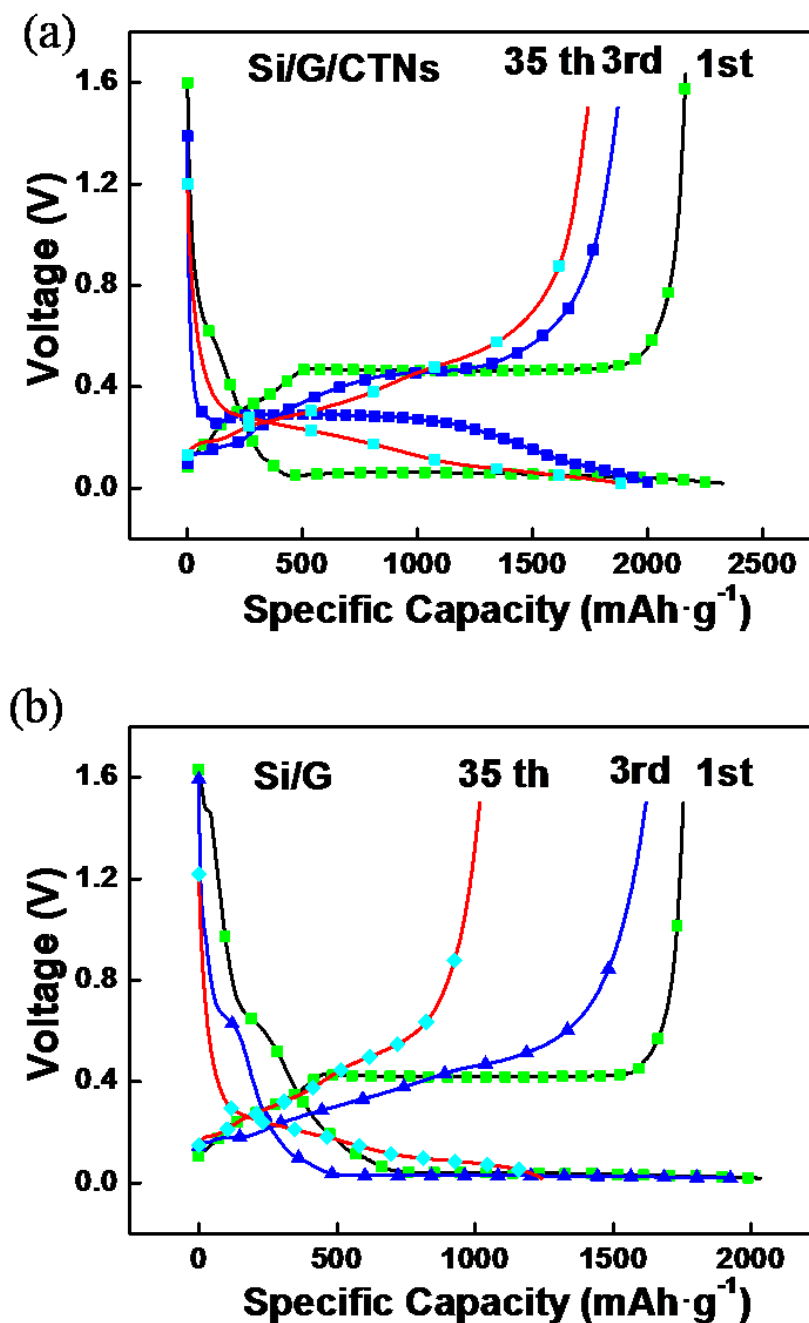 (a)
Si/G/CTNs 35 th 3rd 1st
1.6
1.2
0.8
0.4
0.0
Voltage (V)
0 500 1000 1500 2000 2500
Specific Capacity (mAh·g⁻¹)
(b)
Si/G 35 th 3rd 1st
1.6
1.2
0.8
0.4
0.0
Voltage (V)
0 500 1000 1500 2000
Specific Capacity (mAh·g⁻¹)